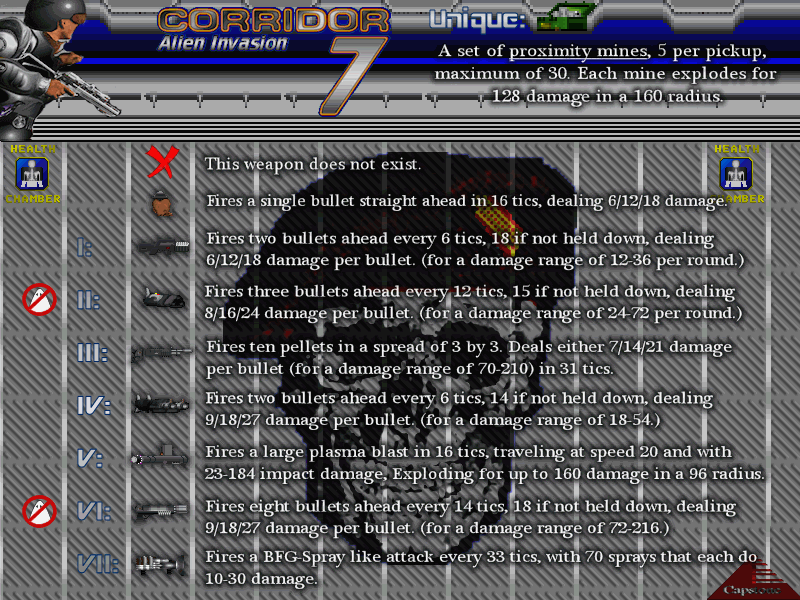 CORRIDOR
7
Alien Invasion
Unique:
A set of proximity mines, 5 per pickup,
maximum of 30. Each mine explodes for
128 damage in a 160 radius.
HEALTH
CHAMBER
HEALTH
CHAMBER
This weapon does not exist.
Fires a single bullet straight ahead in 16 tics, dealing 6/12/18 damage.
I:
Fires two bullets ahead every 6 tics, 18 if not held down, dealing
6/12/18 damage per bullet. (for a damage range of 12-36 per round.)
II:
Fires three bullets ahead every 12 tics, 15 if not held down, dealing
8/16/24 damage per bullet. (for a damage range of 24-72 per round.)
III:
Fires ten pellets in a spread of 3 by 3. Deals either 7/14/21 damage
per bullet (for a damage range of 70-210) in 31 tics.
IV:
Fires two bullets ahead every 6 tics, 14 if not held down, dealing
9/18/27 damage per bullet. (for a damage range of 18-54.)
V:
Fires a large plasma blast in 16 tics, traveling at speed 20 and with
23-184 impact damage, Exploding for up to 160 damage in a 96 radius.
VI:
Fires eight bullets ahead every 14 tics, 18 if not held down, dealing
9/18/27 damage per bullet. (for a damage range of 72-216.)
VII:
Fires a BFG-Spray like attack every 33 tics, with 70 sprays that each do
10-30 damage.
Capstone